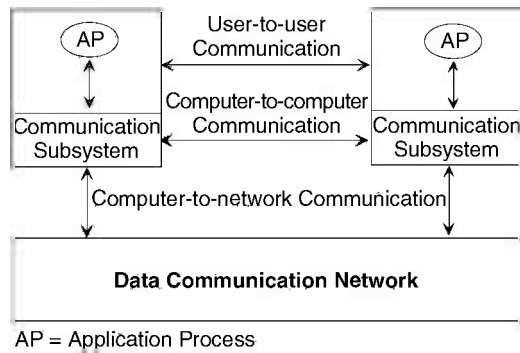 AP
User-to-user
Communication
AP
Computer-to-computer
Communication
Communication
Subsystem
Communication
Subsystem
Computer-to-network Communication
Data Communication Network
AP = Application Process